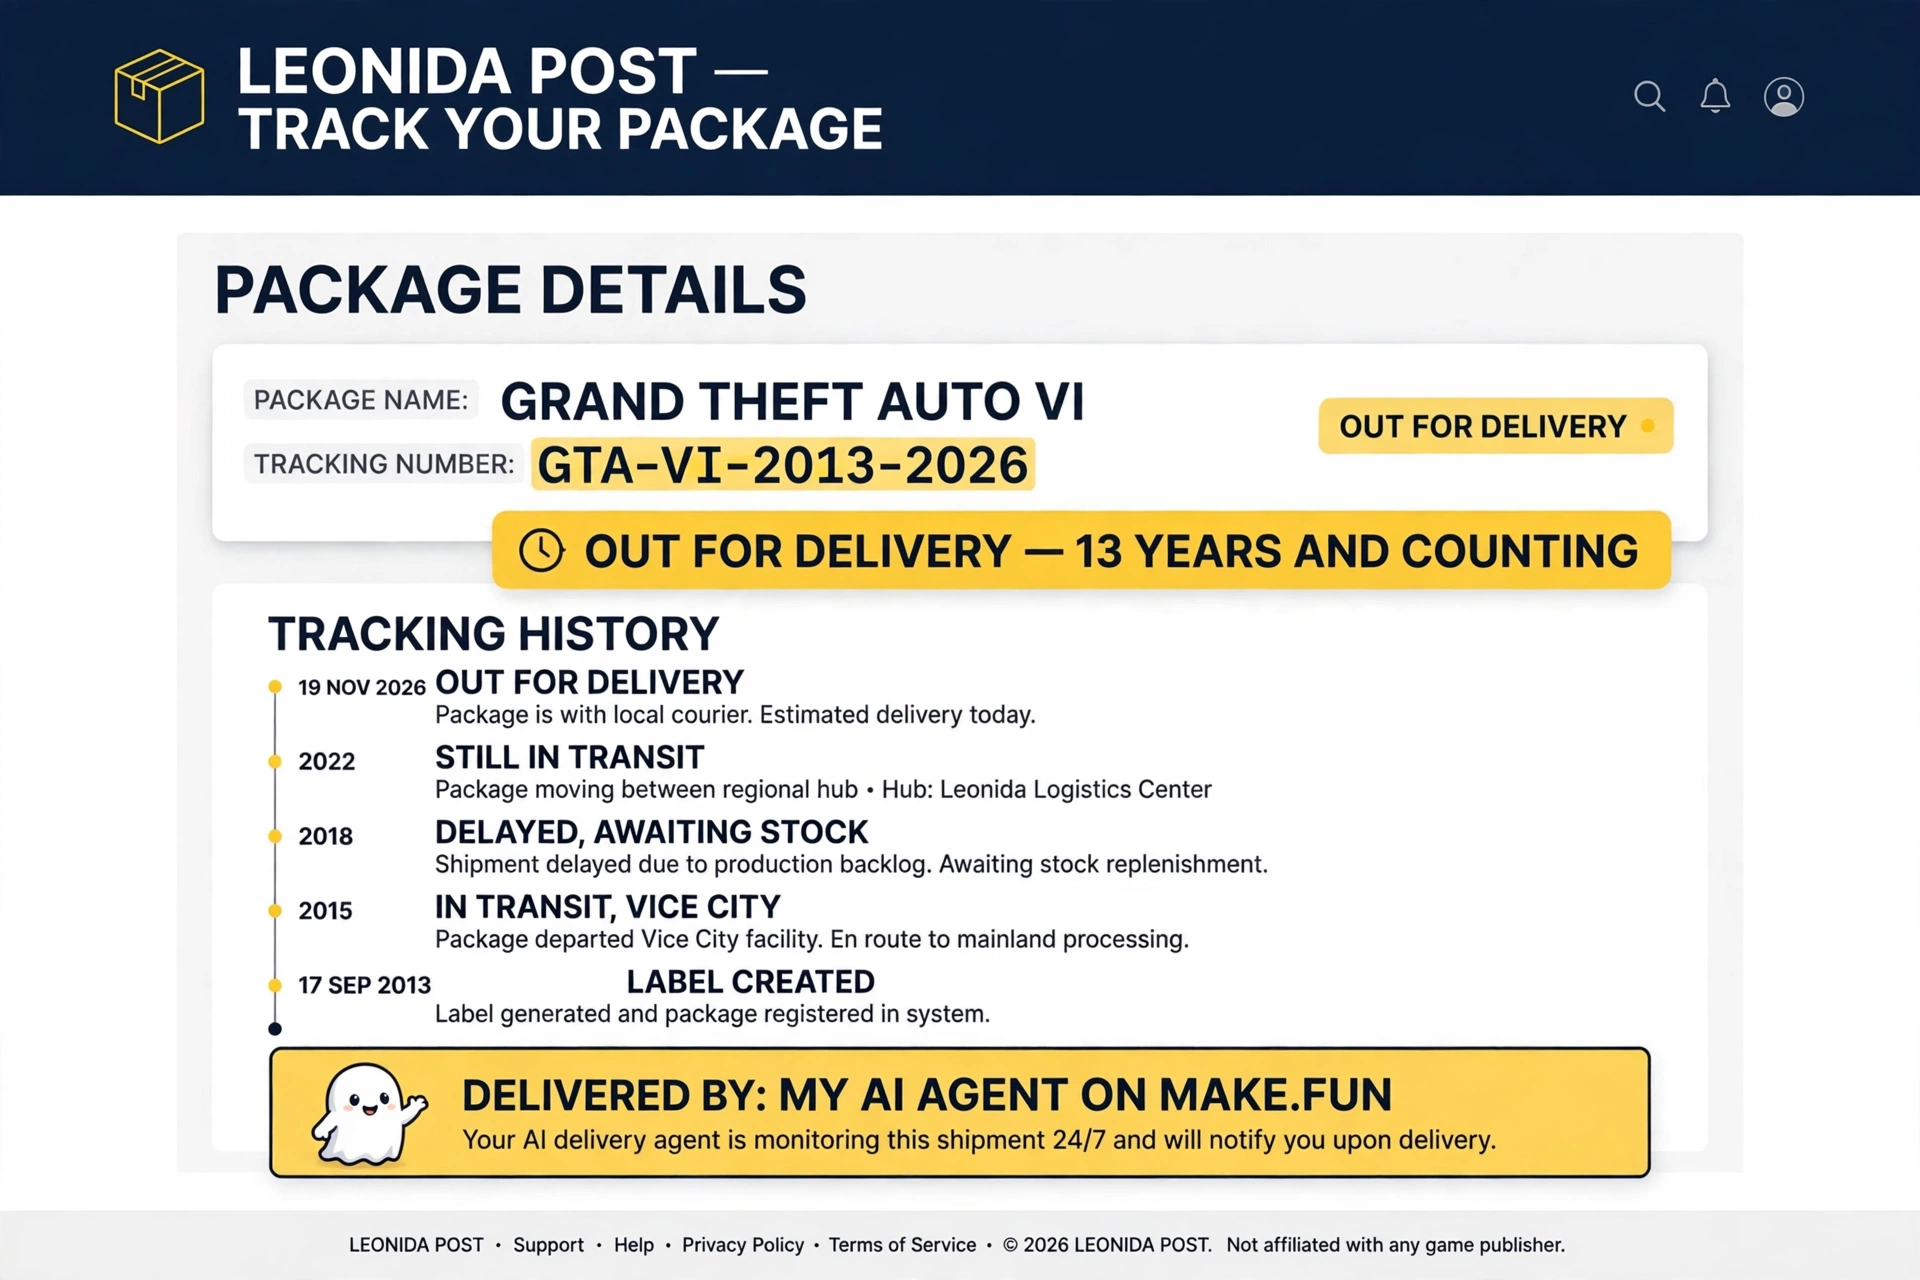 LEONIDA POST —
TRACK YOUR PACKAGE
PACKAGE DETAILS
PACKAGE NAME: GRAND THEFT AUTO VI
TRACKING NUMBER: GTA-VI-2013-2026
OUT FOR DELIVERY
OUT FOR DELIVERY — 13 YEARS AND COUNTING
TRACKING HISTORY
19 NOV 2026 OUT FOR DELIVERY
Package is with local courier. Estimated delivery today.
2022 STILL IN TRANSIT
Package moving between regional hub • Hub: Leonida Logistics Center
2018 DELAYED, AWAITING STOCK
Shipment delayed due to production backlog. Awaiting stock replenishment.
2015 IN TRANSIT, VICE CITY
Package departed Vice City facility. En route to mainland processing.
17 SEP 2013 LABEL CREATED
Label generated and package registered in system.
DELIVERED BY: MY AI AGENT ON MAKE.FUN
Your AI delivery agent is monitoring this shipment 24/7 and will notify you upon delivery.
LEONIDA POST • Support • Help • Privacy Policy • Terms of Service • © 2026 LEONIDA POST. Not affiliated with any game publisher.